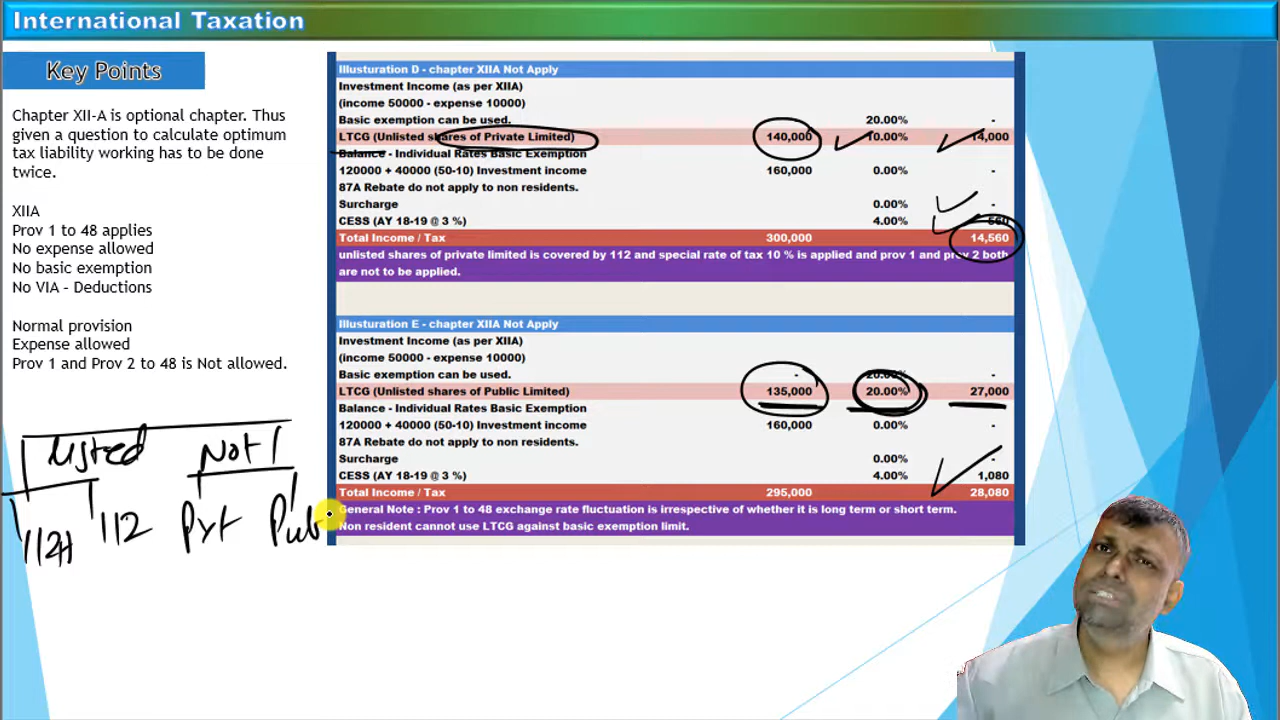 International Taxation
Key Points
Chapter XII-A is optional chapter. Thus
given a question to calculate optimum
tax liability working has to be done
twice.
XIIA
Prov 1 to 48 applies
No expense allowed
No basic exemption
No VIA – Deductions
Normal provision
Expense allowed
Prov 1 and Prov 2 to 48 is Not allowed.
Listed Not l
112A 112 Pvt Pub
Illusturation D - chapter XIIA Not Apply
Investment Income (as per XIIA)
(income 50000 - expense 10000)
Basic exemption can be used. 20.00% -
LTCG (Unlisted shares of Private Limited) 140,000 10.00% 14,000
Balance - Individual Rates Basic Exemption
120000 + 40000 (50-10) Investment income 160,000 0.00% -
87A Rebate do not apply to non residents.
Surcharge 0.00% -
CESS (AY 18-19 @ 3 %) 4.00% 560
Total Income / Tax 300,000 14,560
unlisted shares of private limited is covered by 112 and special rate of tax 10 % is applied and prov 1 and prev 2 both
are not to be applied.
Illusturation E - chapter XIIA Not Apply
Investment Income (as per XIIA)
(income 50000 - expense 10000) -
Basic exemption can be used. 20.00% -
LTCG (Unlisted shares of Public Limited) 135,000 20.00% 27,000
Balance - Individual Rates Basic Exemption
120000 + 40000 (50-10) Investment income 160,000 0.00% -
87A Rebate do not apply to non residents.
Surcharge 0.00% -
CESS (AY 18-19 @ 3 %) 4.00% 1,080
Total Income / Tax 295,000 28,080
General Note : Prov 1 to 48 exchange rate fluctuation is irrespective of whether it is long term or short term.
Non resident cannot use LTCG against basic exemption limit.